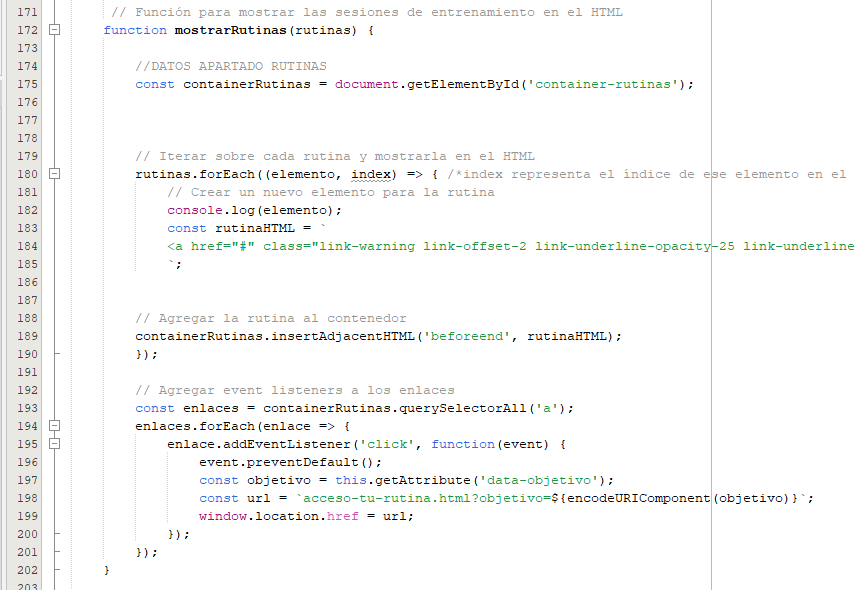 171 // Función para mostrar las sesiones de entrenamiento en el HTML
172 function mostrarRutinas(rutinas) {
173
174 //DATOS APARTADO RUTINAS
175 const containerRutinas = document.getElementById('container-rutinas');
176
177
178
179 // Iterar sobre cada rutina y mostrarla en el HTML
180 rutinas.forEach((elemento, index) => { /*index representa el índice de ese elemento en el
181 // Crear un nuevo elemento para la rutina
182 console.log(elemento);
183 const rutinaHTML = `
184 <a href="#" class="link-warning link-offset-2 link-underline-opacity-25 link-underline
185 `;
186
187
188 // Agregar la rutina al contenedor
189 containerRutinas.insertAdjacentHTML('beforeend', rutinaHTML);
190 });
191
192 // Agregar event listeners a los enlaces
193 const enlaces = containerRutinas.querySelectorAll('a');
194 enlaces.forEach(enlace => {
195 enlace.addEventListener('click', function(event) {
196 event.preventDefault();
197 const objetivo = this.getAttribute('data-objetivo');
198 const url = `acceso-tu-rutina.html?objetivo=${encodeURIComponent(objetivo)}`;
199 window.location.href = url;
200 });
201 });
202 }
203